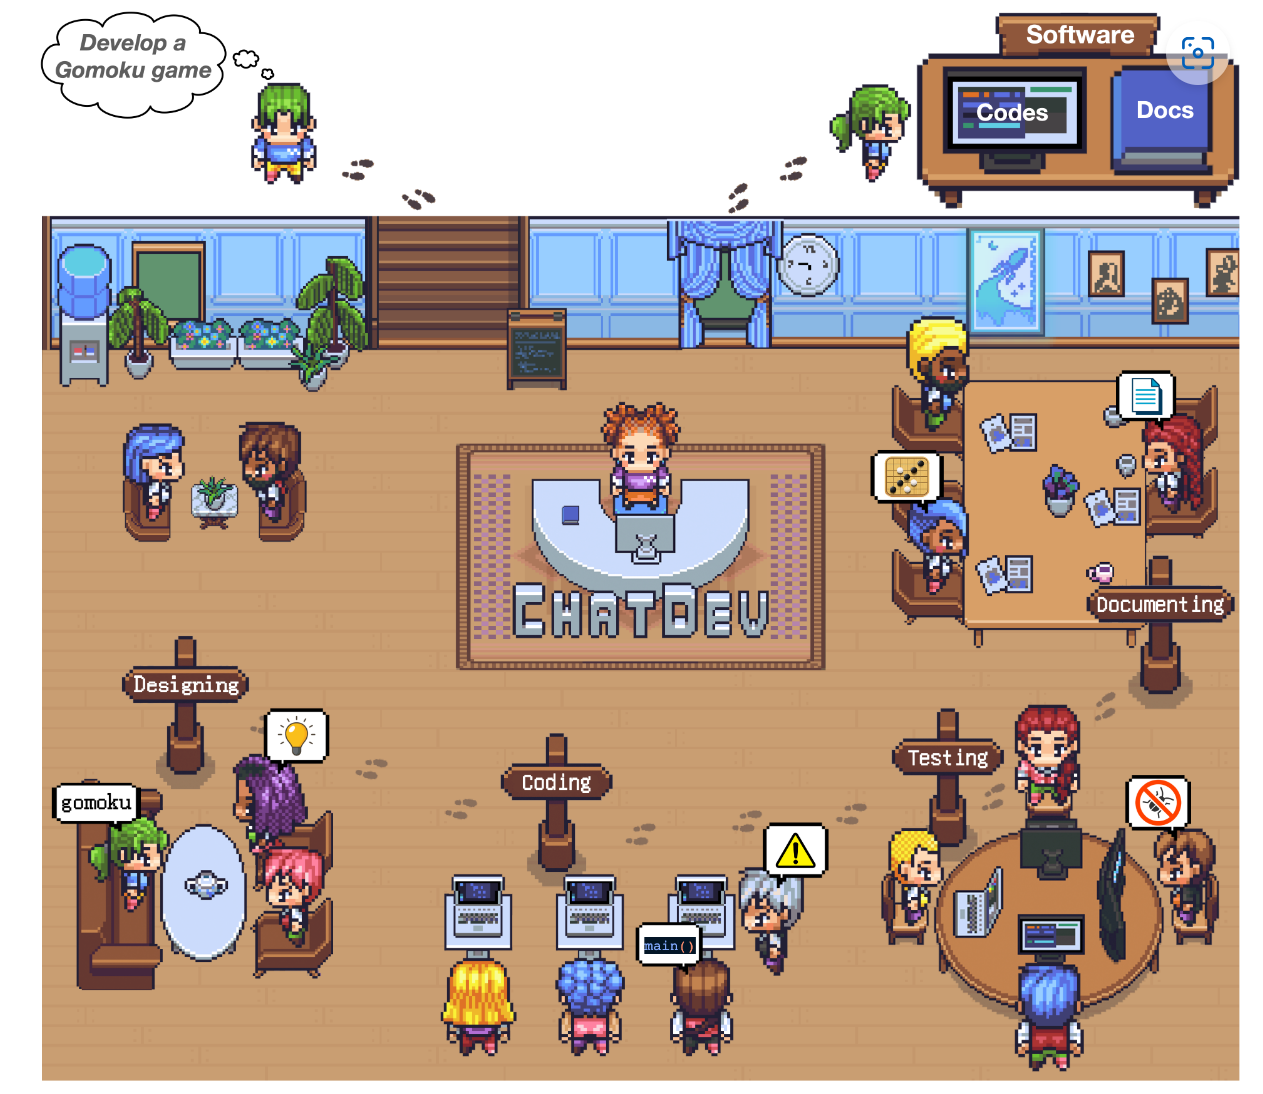 Develop a
Gomoku game
Software
Codes
Docs
CHATDEV
Documenting
Designing
gomoku
Coding
main()
Testing